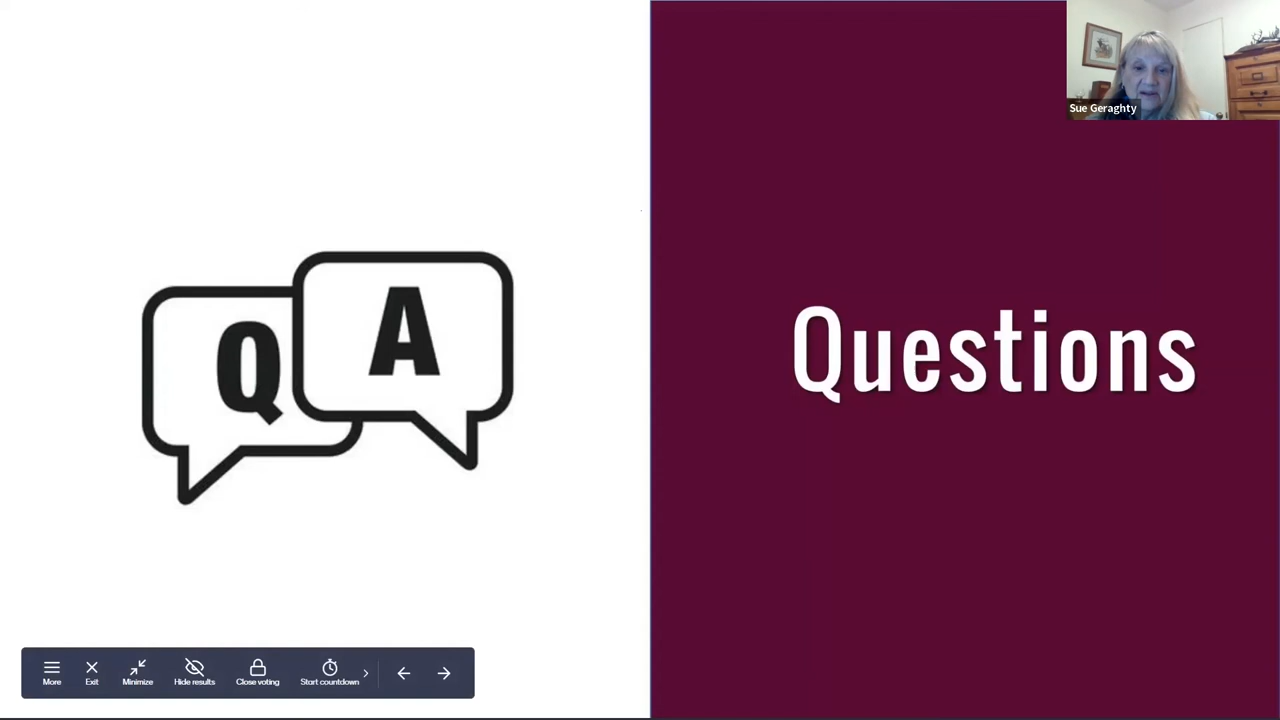 Sue Geraghty
Q A
Questions
More Exit Minimize Hide results Close voting Start countdown